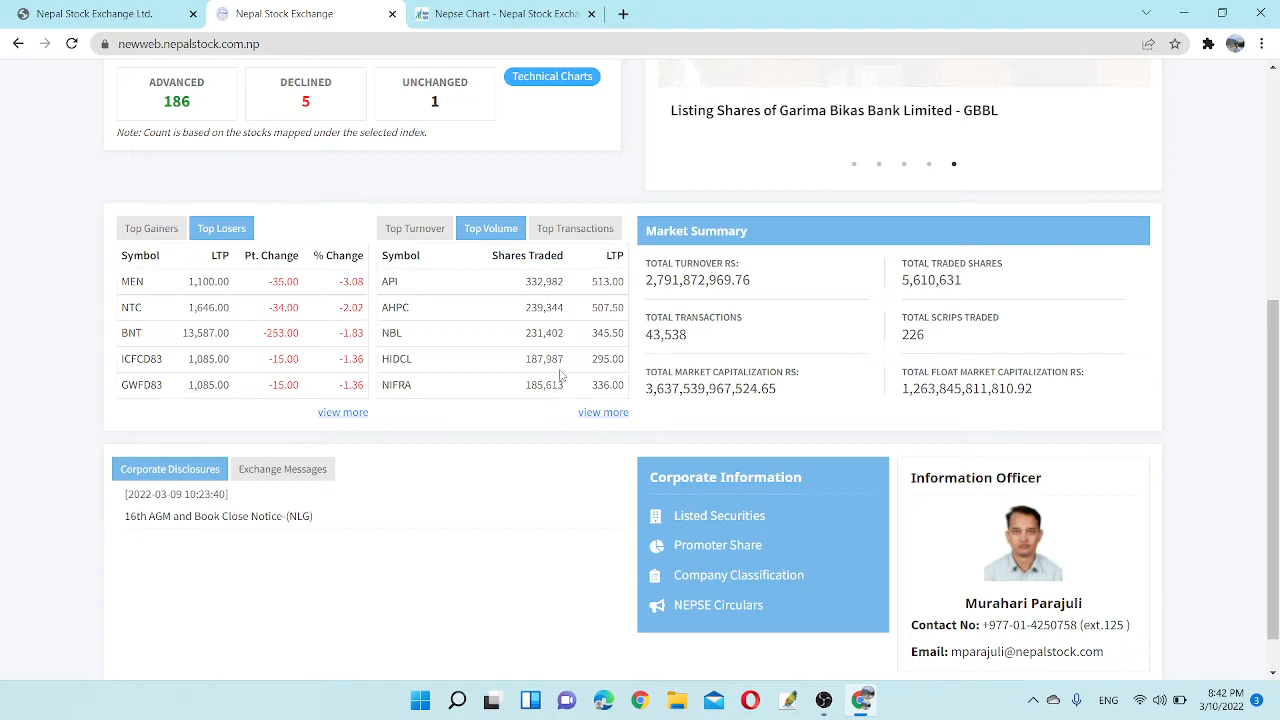 Nepal Stock Exchange Ltd.
Nepal Stock Exchange
NEPSE Chart - Nepal Stock Excha
newweb.nepalstock.com.np
ADVANCED
186
DECLINED
5
UNCHANGED
1
Technical Charts
Note: Count is based on the stocks mapped under the selected index.
Listing Shares of Garima Bikas Bank Limited - GBBL
Top Gainers Top Losers
Symbol LTP Pt. Change % Change
MEN 1,100.00 -35.00 -3.08
NTC 1,646.00 -34.00 -2.02
BNT 13,587.00 -253.00 -1.83
ICFCD83 1,085.00 -15.00 -1.36
GWFD83 1,085.00 -15.00 -1.36
view more
Top Turnover Top Volume Top Transactions
Symbol Shares Traded LTP
API 332,982 513.00
AHPC 239,344 507.50
NBL 231,402 345.50
HIDCL 187,987 295.00
NIFRA 185,613 336.00
view more
Market Summary
TOTAL TURNOVER RS:
2,791,872,969.76
TOTAL TRADED SHARES
5,610,631
TOTAL TRANSACTIONS
43,538
TOTAL SCRIPS TRADED
226
TOTAL MARKET CAPITALIZATION RS:
3,637,539,967,524.65
TOTAL FLOAT MARKET CAPITALIZATION RS:
1,263,845,811,810.92
Corporate Disclosures Exchange Messages
[2022-03-09 10:23:40]
16th AGM and Book Close Notice-(NLG)
Corporate Information
Listed Securities
Promoter Share
Company Classification
NEPSE Circulars
Information Officer
Murahari Parajuli
Contact No: +977-01-4250758 (ext.125 )
Email: mparajuli@nepalstock.com
ENG
8:42 PM
3/10/2022
3